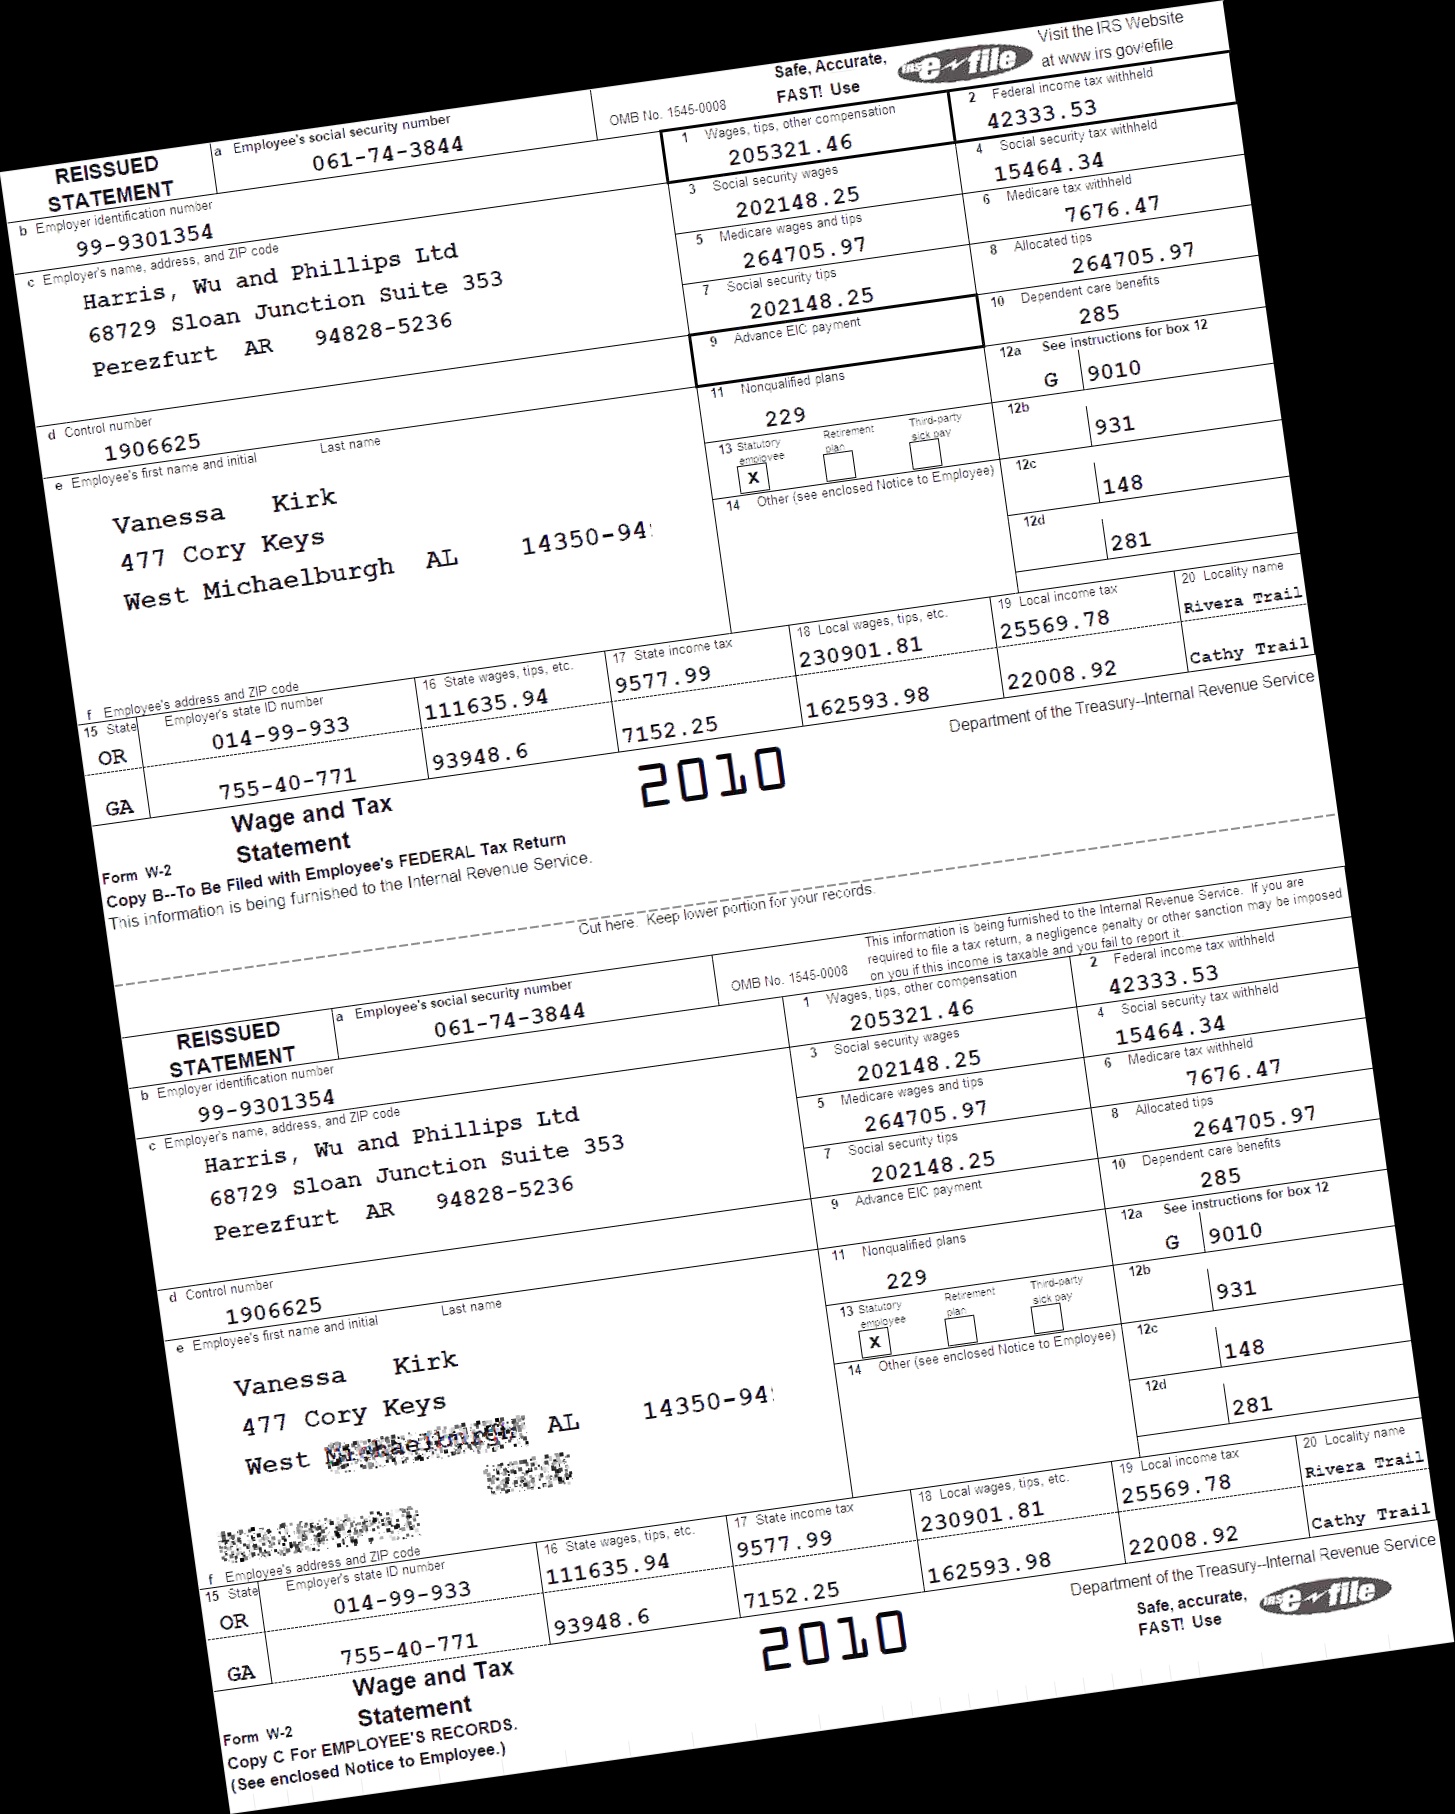 Safe, Accurate,
FAST! Use
IRS e-file
Visit the IRS Website
at www.irs.gov/efile
REISSUED
STATEMENT
a Employee's social security number
061-74-3844
OMB No. 1545-0008
1 Wages, tips, other compensation
205321.46
2 Federal income tax withheld
42333.53
b Employer identification number
99-9301354
3 Social security wages
202148.25
4 Social security tax withheld
15464.34
c Employer's name, address, and ZIP code
Harris, Wu and Phillips Ltd
68729 Sloan Junction Suite 353
Perezfurt AR 94828-5236
5 Medicare wages and tips
264705.97
6 Medicare tax withheld
7676.47
7 Social security tips
202148.25
8 Allocated tips
264705.97
9 Advance EIC payment
10 Dependent care benefits
285
d Control number
1906625
11 Nonqualified plans
229
12a See instructions for box 12
G 9010
e Employee's first name and initial Last name
Vanessa Kirk
477 Cory Keys
West Michaelburgh AL 14350-94
13 Statutory employee
X
Retirement plan
Third-party sick pay
12b
931
14 Other (see enclosed Notice to Employee)
12c
148
12d
281
f Employee's address and ZIP code
15 State Employer's state ID number
OR 014-99-933
GA 755-40-771
16 State wages, tips, etc.
111635.94
93948.6
17 State income tax
9577.99
7152.25
18 Local wages, tips, etc.
230901.81
162593.98
19 Local income tax
25569.78
22008.92
20 Locality name
Rivera Trail
Cathy Trail
Form W-2
Wage and Tax
Statement
2010
Department of the Treasury--Internal Revenue Service
Copy B--To Be Filed with Employee's FEDERAL Tax Return
This information is being furnished to the Internal Revenue Service.
Cut here. Keep lower portion for your records.
REISSUED
STATEMENT
a Employee's social security number
061-74-3844
OMB No. 1545-0008
This information is being furnished to the Internal Revenue Service. If you are
required to file a tax return, a negligence penalty or other sanction may be imposed
on you if this income is taxable and you fail to report it.
1 Wages, tips, other compensation
205321.46
2 Federal income tax withheld
42333.53
b Employer identification number
99-9301354
3 Social security wages
202148.25
4 Social security tax withheld
15464.34
c Employer's name, address, and ZIP code
Harris, Wu and Phillips Ltd
68729 Sloan Junction Suite 353
Perezfurt AR 94828-5236
5 Medicare wages and tips
264705.97
6 Medicare tax withheld
7676.47
7 Social security tips
202148.25
8 Allocated tips
264705.97
9 Advance EIC payment
10 Dependent care benefits
285
d Control number
1906625
11 Nonqualified plans
229
12a See instructions for box 12
G 9010
e Employee's first name and initial Last name
Vanessa Kirk
477 Cory Keys
West AL 14350-94
13 Statutory employee
X
Retirement plan
Third-party sick pay
12b
931
14 Other (see enclosed Notice to Employee)
12c
148
12d
281
f Employee's address and ZIP code
15 State Employer's state ID number
OR 014-99-933
GA 755-40-771
16 State wages, tips, etc.
111635.94
93948.6
17 State income tax
9577.99
7152.25
18 Local wages, tips, etc.
230901.81
162593.98
19 Local income tax
25569.78
22008.92
20 Locality name
Rivera Trail
Cathy Trail
Form W-2
Wage and Tax
Statement
2010
Department of the Treasury--Internal Revenue Service
Safe, accurate,
FAST! Use
IRS e-file
Copy C For EMPLOYEE'S RECORDS.
(See enclosed Notice to Employee.)